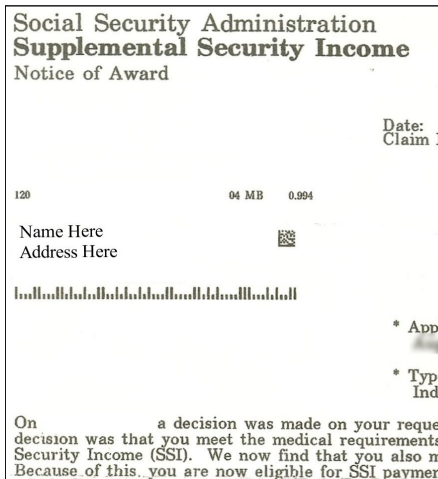 Social Security Administration
Supplemental Security Income
Notice of Award
Date:
Claim
120 04 MB 0.994
Name Here
Address Here
* App
* Typ
Ind
On a decision was made on your reque
decision was that you meet the medical requirements
Security Income (SSI). We now find that you also m
Because of this, you are now eligible for SSI paymen